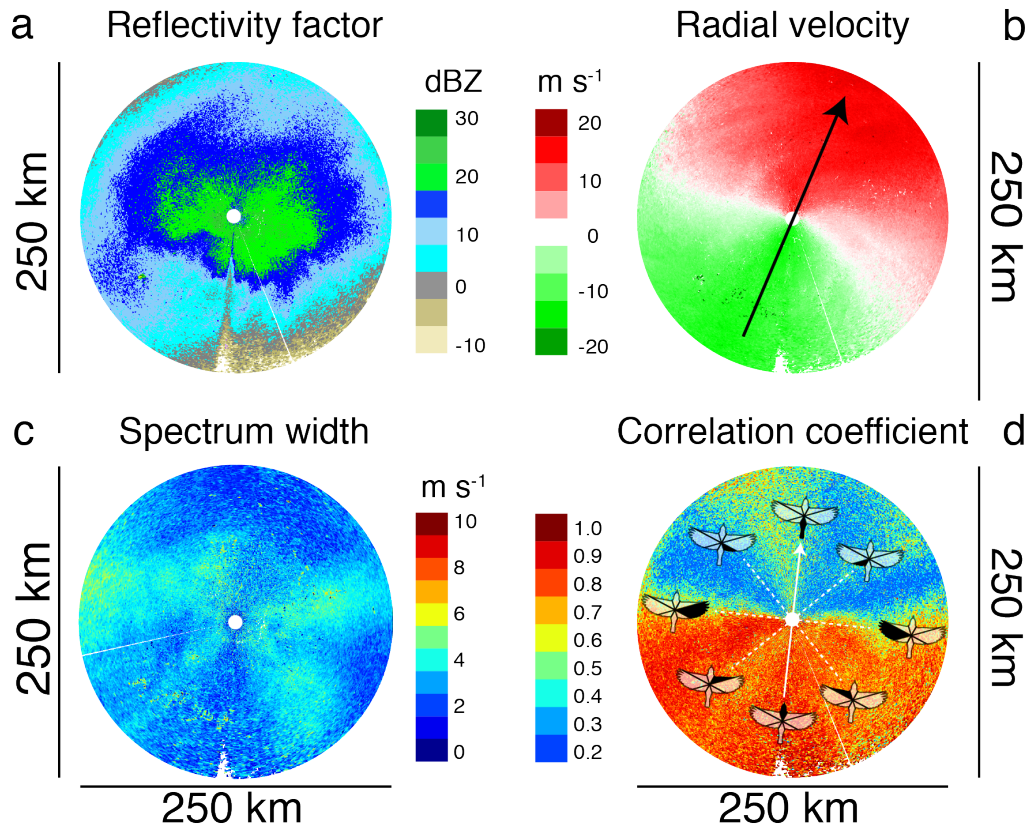 a
Reflectivity factor
Radial velocity
b
250 km
dBZ
30
20
10
0
-10
m s-1
20
10
0
-10
-20
250 km
c
Spectrum width
Correlation coefficient
d
250 km
m s-1
10
8
6
4
2
0
1.0
0.9
0.8
0.7
0.6
0.5
0.4
0.3
0.2
250 km
250 km
250 km